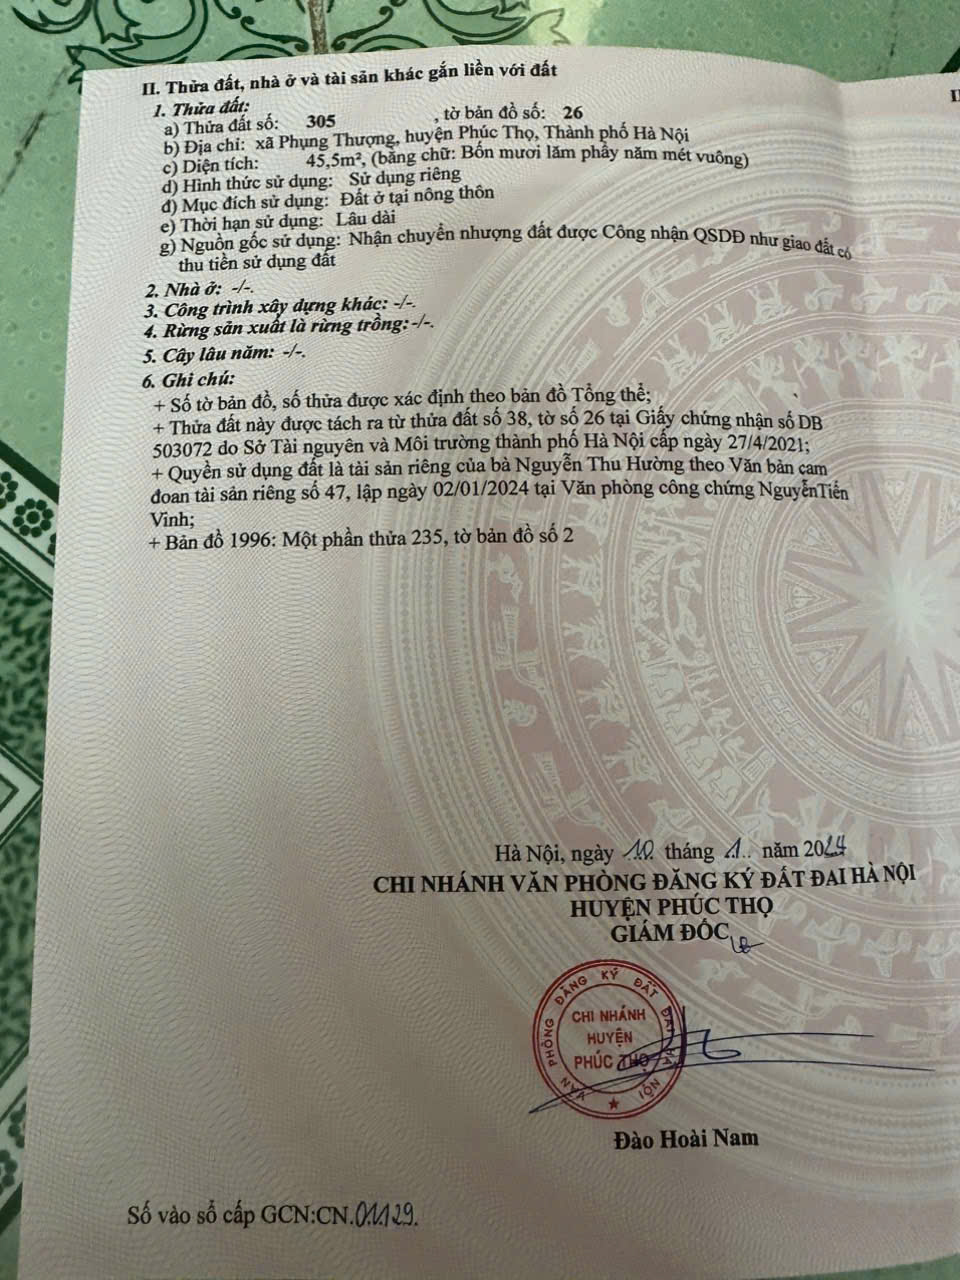 II. Thửa đất, nhà ở và tài sản khác gắn liền với đất
1. Thửa đất:
a) Thửa đất số: 305 , tờ bản đồ số: 26
b) Địa chỉ: xã Phụng Thượng, huyện Phúc Thọ, Thành phố Hà Nội
c) Diện tích: 45,5m², (bằng chữ: Bốn mươi lăm phẩy năm mét vuông)
d) Hình thức sử dụng: Sử dụng riêng
đ) Mục đích sử dụng: Đất ở tại nông thôn
e) Thời hạn sử dụng: Lâu dài
g) Nguồn gốc sử dụng: Nhận chuyển nhượng đất được Công nhận QSDĐ như giao đất có
thu tiền sử dụng đất
2. Nhà ở: -/-.
3. Công trình xây dựng khác: -/-.
4. Rừng sản xuất là rừng trồng: -/-.
5. Cây lâu năm: -/-.
6. Ghi chú:
+ Số tờ bản đồ, số thửa được xác định theo bản đồ Tổng thể;
+ Thửa đất này được tách ra từ thửa đất số 38, tờ số 26 tại Giấy chứng nhận số DB
503072 do Sở Tài nguyên và Môi trường thành phố Hà Nội cấp ngày 27/4/2021;
+ Quyền sử dụng đất là tài sản riêng của bà Nguyễn Thu Hường theo Văn bản cam
đoan tài sản riêng số 47, lập ngày 02/01/2024 tại Văn phòng công chứng Nguyễn Tiến
Vinh;
+ Bản đồ 1996: Một phần thửa 235, tờ bản đồ số 2
Hà Nội, ngày 10 tháng 1 năm 2024
CHI NHÁNH VĂN PHÒNG ĐĂNG KÝ ĐẤT ĐAI HÀ NỘI
HUYỆN PHÚC THỌ
GIÁM ĐỐC
VĂN PHÒNG ĐĂNG KÝ ĐẤT ĐAI HÀ NỘI
CHI NHÁNH
HUYỆN
PHÚC THỌ
Đào Hoài Nam
Số vào sổ cấp GCN:CN.01129.